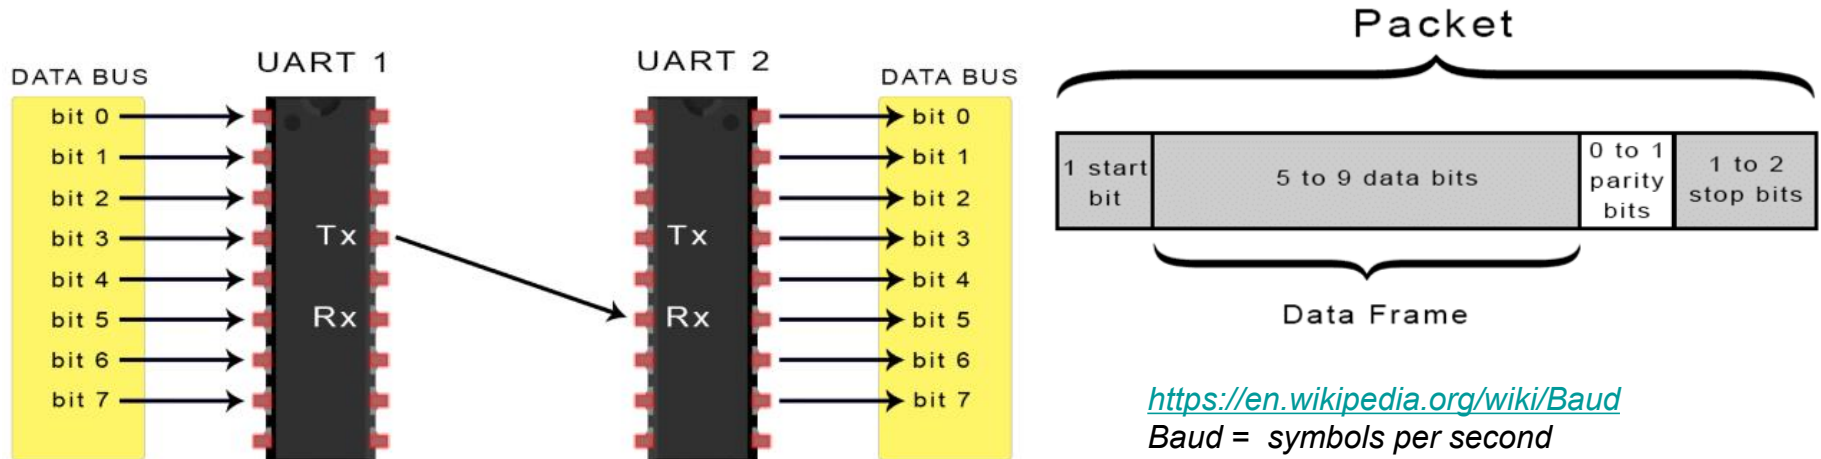 DATA BUS
bit 0
bit 1
bit 2
bit 3
bit 4
bit 5
bit 6
bit 7
UART 1
Tx
Rx
UART 2
Tx
Rx
DATA BUS
bit 0
bit 1
bit 2
bit 3
bit 4
bit 5
bit 6
bit 7
Packet
1 start
bit
5 to 9 data bits
0 to 1
parity
bits
1 to 2
stop bits
Data Frame
https://en.wikipedia.org/wiki/Baud
Baud = symbols per second